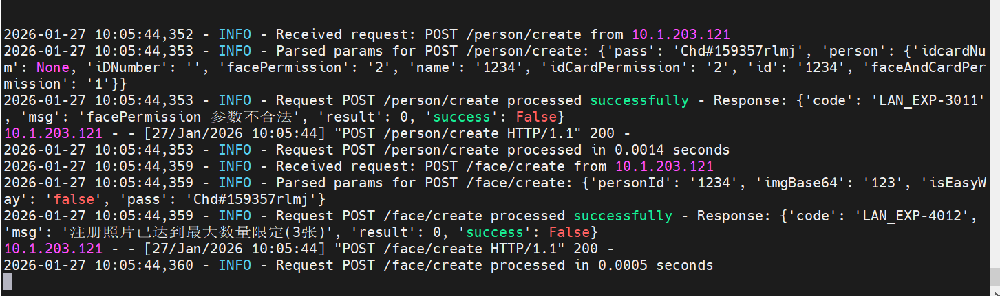 2026-01-27 10:05:44,352 - INFO - Received request: POST /person/create from 10.1.203.121
2026-01-27 10:05:44,353 - INFO - Parsed params for POST /person/create: {'pass': 'Chd#159357rlmj', 'person': {'idcardNu
m': None, 'iDNumber': '', 'facePermission': '2', 'name': '1234', 'idCardPermission': '2', 'id': '1234', 'faceAndCardPer
mission': '1'}}
2026-01-27 10:05:44,353 - INFO - Request POST /person/create processed successfully - Response: {'code': 'LAN_EXP-3011'
, 'msg': 'facePermission 参数不合法', 'result': 0, 'success': False}
10.1.203.121 - - [27/Jan/2026 10:05:44] "POST /person/create HTTP/1.1" 200 -
2026-01-27 10:05:44,353 - INFO - Request POST /person/create processed in 0.0014 seconds
2026-01-27 10:05:44,359 - INFO - Received request: POST /face/create from 10.1.203.121
2026-01-27 10:05:44,359 - INFO - Parsed params for POST /face/create: {'personId': '1234', 'imgBase64': '123', 'isEasyW
ay': 'false', 'pass': 'Chd#159357rlmj'}
2026-01-27 10:05:44,359 - INFO - Request POST /face/create processed successfully - Response: {'code': 'LAN_EXP-4012',
'msg': '注册照片已达到最大数量限定(3张)', 'result': 0, 'success': False}
10.1.203.121 - - [27/Jan/2026 10:05:44] "POST /face/create HTTP/1.1" 200 -
2026-01-27 10:05:44,360 - INFO - Request POST /face/create processed in 0.0005 seconds